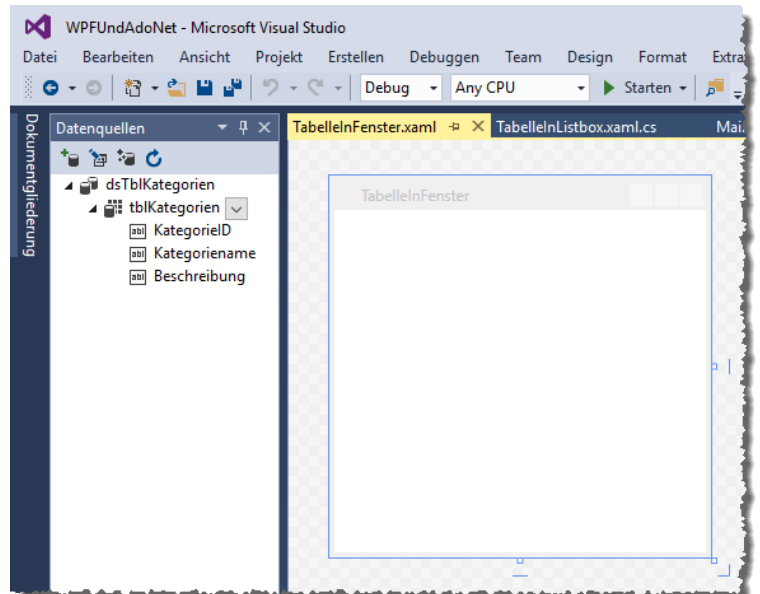 WPFUndAdoNet - Microsoft Visual Studio
Datei Bearbeiten Ansicht Projekt Erstellen Debuggen Team Design Format Extra
Debug Any CPU Starten
Dokumentgliederung
Datenquellen
TabelleInFenster.xaml TabelleInListbox.xaml.cs Mai.
dsTblKategorien
tblKategorien
KategorieID
Kategoriename
Beschreibung
TabelleInFenster